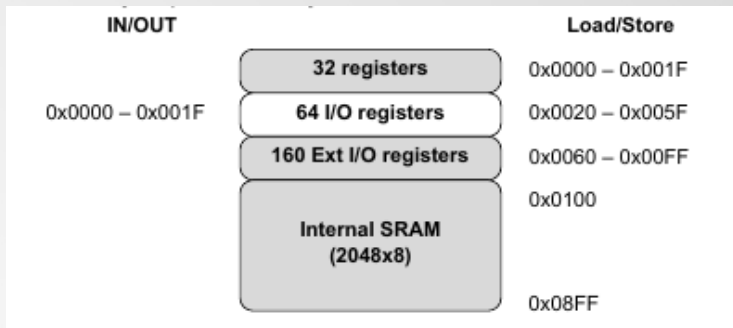 IN/OUT
Load/Store
32 registers
0x0000 – 0x001F
0x0000 – 0x001F
64 I/O registers
0x0020 – 0x005F
160 Ext I/O registers
0x0060 – 0x00FF
0x0100
Internal SRAM
(2048x8)
0x08FF